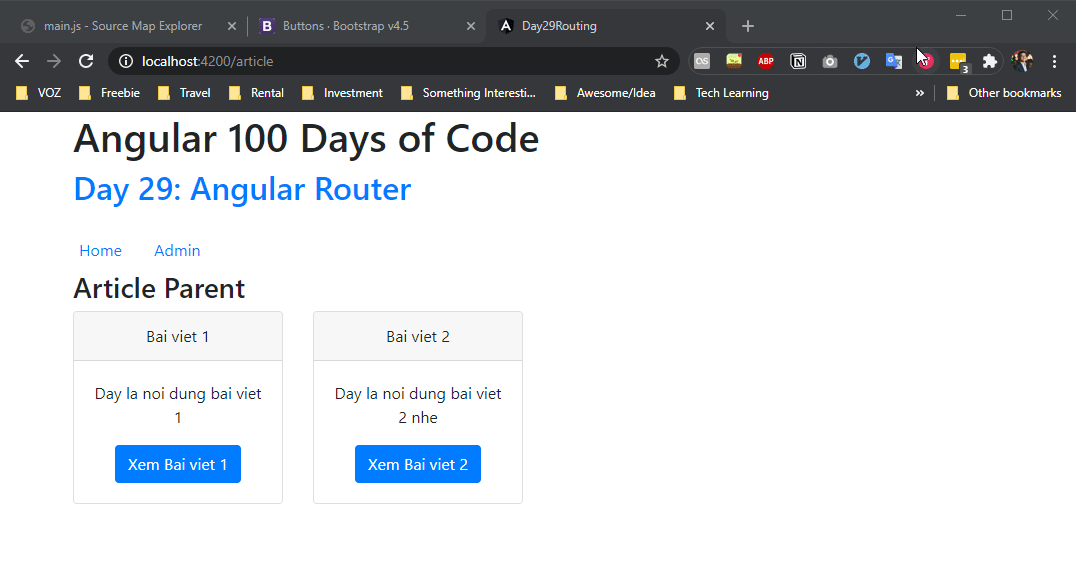 main.js - Source Map Explorer
B
Buttons · Bootstrap v4.5
A
Day29Routing
localhost:4200/article
OS
ABP
3
VOZ
Freebie
Travel
Rental
Investment
Something Interesti...
Awesome/Idea
Tech Learning
»
Other bookmarks
Angular 100 Days of Code
Day 29: Angular Router
Home
Admin
Article Parent
Bai viet 1
Day la noi dung bai viet
1
Xem Bai viet 1
Bai viet 2
Day la noi dung bai viet
2 nhe
Xem Bai viet 2